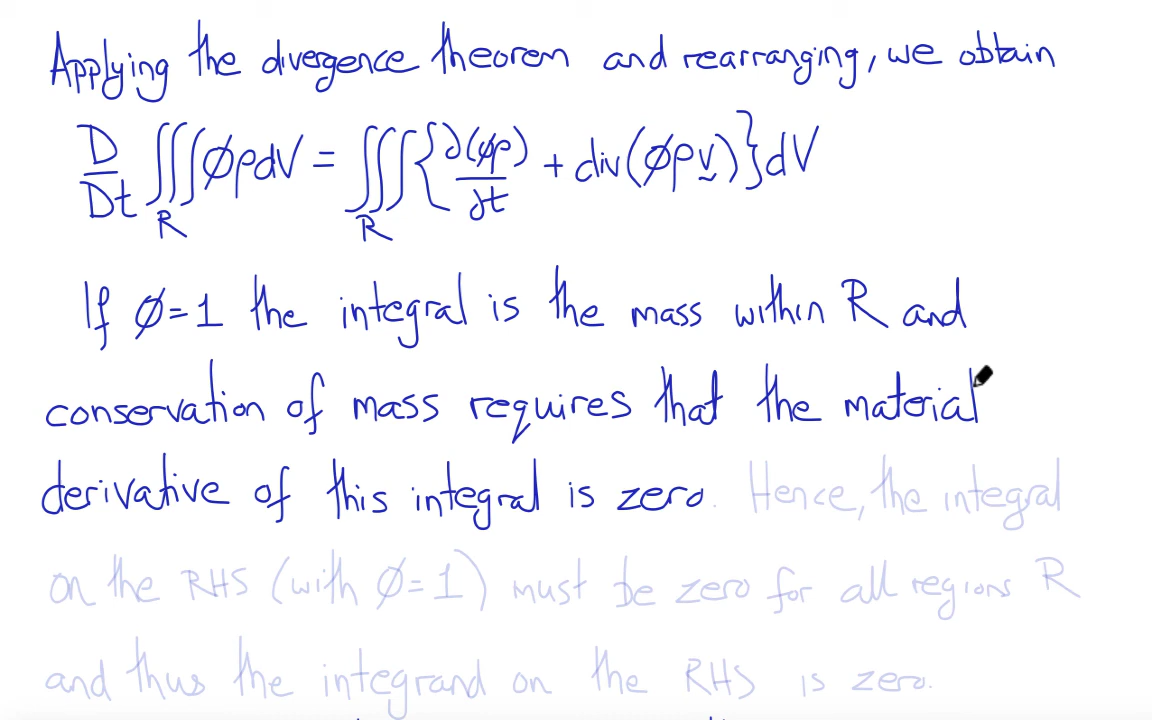 Applying the divergence theorem and rearranging, we obtain
D/Dt ∭_R ϕρdV = ∭_R {∂(ϕρ)/∂t + div(ϕρv̰)}dV
If ϕ=1 the integral is the mass within R and
conservation of mass requires that the material
derivative of this integral is zero. Hence, the integral
on the RHS (with ϕ=1) must be zero for all regions R
and thus the integrand on the RHS is zero.